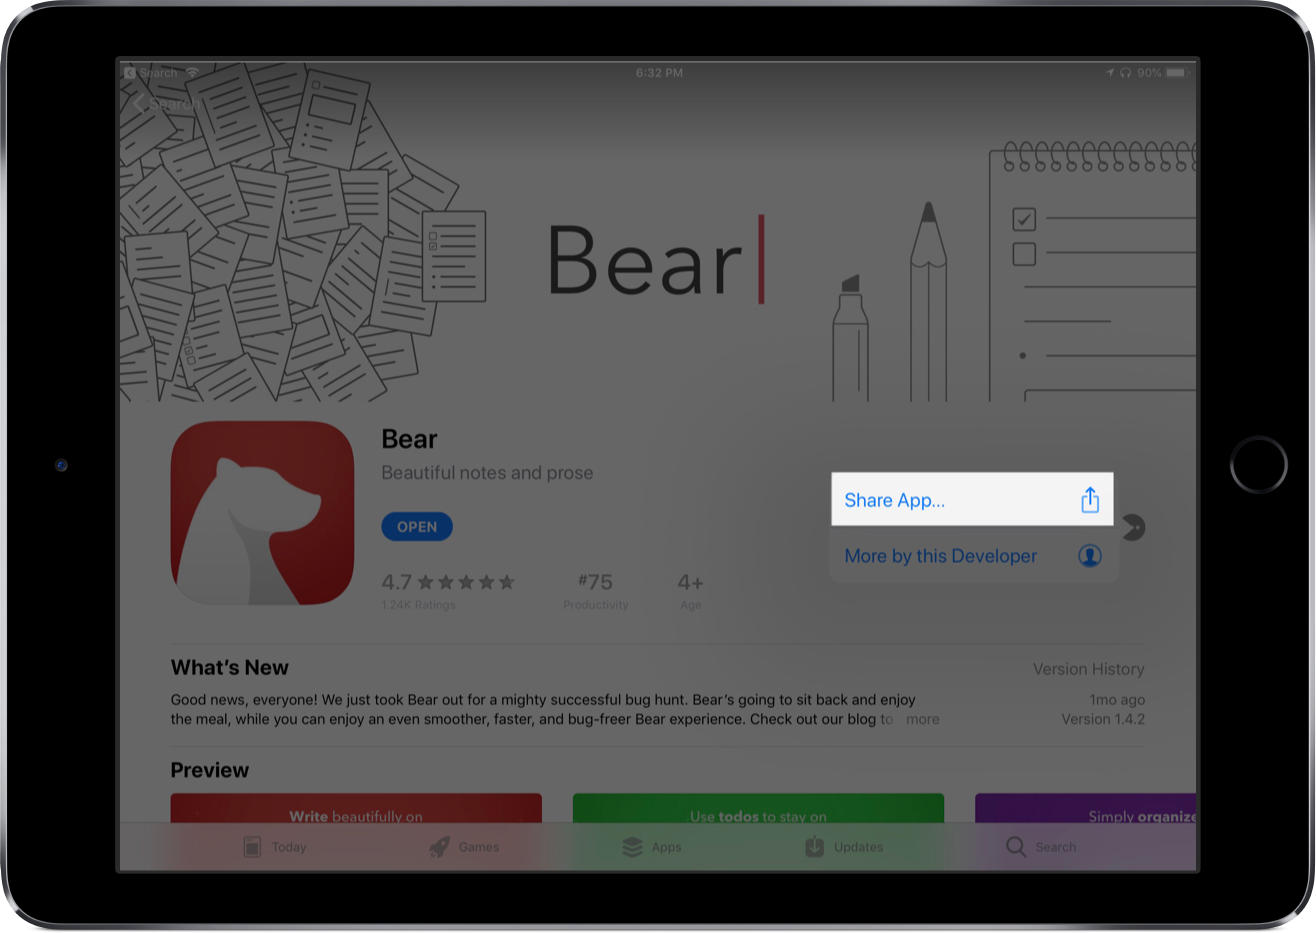 Search
6:32 PM
90%
Search
Bear
Bear
Beautiful notes and prose
OPEN
Share App...
More by this Developer
4.7
#75
4+
1.24K Ratings
Productivity
Age
What's New
Version History
Good news, everyone! We just took Bear out for a mighty successful bug hunt. Bear's going to sit back and enjoy
1mo ago
the meal, while you can enjoy an even smoother, faster, and bug-freer Bear experience. Check out our blog to more
Version 1.4.2
Preview
Write beautifully on
Use todos to stay on
Simply organize
Today
Games
Apps
Updates
Search